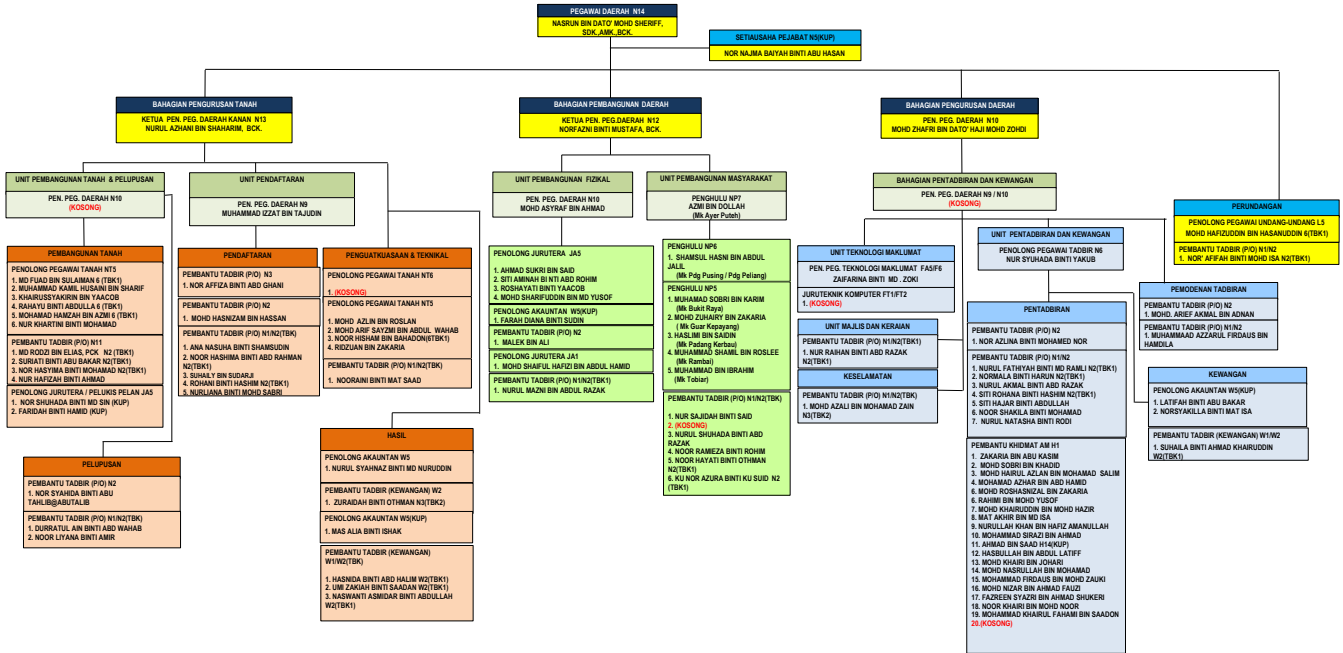 PEGAWAI DAERAH N14
NASRUN BIN DATO' MOHD SHERIFF,
SDK.,AMK.,BCK.
SETIAUSAHA PEJABAT N5(KUP)
NOR NAJMA BAIYAH BINTI ABU HASAN
BAHAGIAN PENGURUSAN TANAH
KETUA PEN. PEG. DAERAH KANAN N13
NURUL AZHANI BIN SHAHARIM, BCK.
BAHAGIAN PEMBANGUNAN DAERAH
KETUA PEN. PEG.DAERAH N12
NORFAZNI BINTI MUSTAFA, BCK.
BAHAGIAN PENGURUSAN DAERAH
PEN. PEG. DAERAH N10
MOHD ZHAFRI BIN DATO' HAJI MOHD ZOHDI
UNIT PEMBANGUNAN TANAH & PELUPUSAN
PEN. PEG. DAERAH N10
(KOSONG)
UNIT PENDAFTARAN
PEN. PEG. DAERAH N9
MUHAMMAD IZZAT BIN TAJUDIN
UNIT PEMBANGUNAN FIZIKAL
PEN. PEG. DAERAH N10
MOHD ASYRAF BIN AHMAD
UNIT PEMBANGUNAN MASYARAKAT
PENGHULU NP7
AZMI BIN DOLLAH
(Mk Ayer Puteh)
BAHAGIAN PENTADBIRAN DAN KEWANGAN
PEN. PEG. DAERAH N9 / N10
(KOSONG)
PERUNDANGAN
PENOLONG PEGAWAI UNDANG-UNDANG L5
MOHD HAFIZUDDIN BIN HASANUDDIN 6(TBK1)
PEMBANTU TADBIR (P/O) N1/N2
1. NOR' AFIFAH BINTI MOHD ISA N2(TBK1)
PEMBANGUNAN TANAH
PENOLONG PEGAWAI TANAH NT5
1. MD FUAD BIN SULAIMAN 6 (TBK1)
2. MUHAMMAD KAMIL HUSAINI BIN SHARIF
3. KHAIRUSSYAKIRIN BIN YAACOB
4. RAHAYU BINTI ABDULLA 6 (TBK1)
5. MOHAMAD HAMZAH BIN AZMI 6 (TBK1)
6. NUR KHARTINI BINTI MOHAMAD
PEMBANTU TADBIR (P/O) N11
1. MD RODZI BIN ELIAS, PCK N2 (TBK1)
2. SURIATI BINTI ABU BAKAR N2(TBK1)
3. NOR HASYIMA BINTI MOHAMAD N2(TBK1)
4. NUR HAFIZAH BINTI AHMAD
PENOLONG JURUTERA / PELUKIS PELAN JA5
1. NOR SHUHADA BINTI MD SIN (KUP)
2. FARIDAH BINTI HAMID (KUP)
PELUPUSAN
PEMBANTU TADBIR (P/O) N2
1. NOR SYAHIDA BINTI ABU
TAHLIB@ABUTALIB
PEMBANTU TADBIR (P/O) N1/N2(TBK)
1. DURRATUL AIN BINTI ABD WAHAB
2. NOOR LIYANA BINTI AMIR
PENDAFTARAN
PEMBANTU TADBIR (P/O) N3
1. NOR AFFIZA BINTI ABD GHANI
PEMBANTU TADBIR (P/O) N2
1. MOHD HASNIZAM BIN HASSAN
PEMBANTU TADBIR (P/O) N1/N2(TBK)
1. ANA NASUHA BINTI SHAMSUDIN
2. NOOR HASHIMA BINTI ABD RAHMAN
N2(TBK1)
3. SUHAILY BIN SUDARJI
4. ROHANI BINTI HASHIM N2(TBK1)
5. NURLIANA BINTI MOHD SABRI
PENGUATKUASAAN & TEKNIKAL
PENOLONG PEGAWAI TANAH NT6
1. (KOSONG)
PENOLONG PEGAWAI TANAH NT5
1. MOHD AZLIN BIN ROSLAN
2. MOHD ARIF SAYZMI BIN ABDUL WAHAB
3. NOOR HISHAM BIN BAHADON(6TBK1)
4. RIDZUAN BIN ZAKARIA
PEMBANTU TADBIR (P/O) N1/N2(TBK)
1. NOORAINI BINTI MAT SAAD
HASIL
PENOLONG AKAUNTAN W5
1. NURUL SYAHNAZ BINTI MD NURUDDIN
PEMBANTU TADBIR (KEWANGAN) W2
1. ZURAIDAH BINTI OTHMAN N3(TBK2)
PENOLONG AKAUNTAN W5(KUP)
1. MAS ALIA BINTI ISHAK
PEMBANTU TADBIR (KEWANGAN)
W1/W2(TBK)
1. HASNIDA BINTI ABD HALIM W2(TBK1)
2. UMI ZAKIAH BINTI SAADAN W2(TBK1)
3. NASWANTI ASMIDAR BINTI ABDULLAH
W2(TBK1)
PENOLONG JURUTERA JA5
1. AHMAD SUKRI BIN SAID
2. SITI AMINAH BI NTI ABD ROHIM
3. ROSHAYATI BINTI YAACOB
4. MOHD SHARIFUDDIN BIN MD YUSOF
PENOLONG AKAUNTAN W5(KUP)
1. FARAH DIANA BINTI SUDIN
PEMBANTU TADBIR (P/O) N2
1. MALEK BIN ALI
PENOLONG JURUTERA JA1
1. MOHD SHAIFUL HAFIZI BIN ABDUL HAMID
PEMBANTU TADBIR (P/O) N1/N2(TBK1)
1. NURUL MAZNI BIN ABDUL RAZAK
PENGHULU NP6
1. SHAMSUL HASNI BIN ABDUL
JALIL
(Mk Pdg Pusing / Pdg Peliang)
PENGHULU NP5
1. MUHAMAD SOBRI BIN KARIM
(Mk Bukit Raya)
2. MOHD ZUHAIRY BIN ZAKARIA
( Mk Guar Kepayang)
3. HASLIMI BIN SAIDIN
(Mk Padang Kerbau)
4. MUHAMMAD SHAMIL BIN ROSLEE
(Mk Rambai)
5. MUHAMMAD BIN IBRAHIM
(Mk Tobiar)
PEMBANTU TADBIR (P/O) N1/N2(TBK)
1. NUR SAJIDAH BINTI SAID
2. (KOSONG)
3. NURUL SHUHADA BINTI ABD
RAZAK
4. NOOR RAMIEZA BINTI ROHIM
5. NOOR HAYATI BINTI OTHMAN
N2(TBK1)
6. KU NOR AZURA BINTI KU SUID N2
(TBK1)
UNIT TEKNOLOGI MAKLUMAT
PEN. PEG. TEKNOLOGI MAKLUMAT FA5/F6
ZAIFARINA BINTI MD . ZOKI
JURUTEKNIK KOMPUTER FT1/FT2
1. (KOSONG)
UNIT MAJLIS DAN KERAIAN
PEMBANTU TADBIR (P/O) N1/N2(TBK1)
1. NUR RAIHAN BINTI ABD RAZAK
N2(TBK1)
KESELAMATAN
PEMBANTU TADBIR (P/O) N1/N2(TBK)
1. MOHD AZALI BIN MOHAMAD ZAIN
N3(TBK2)
UNIT PENTADBIRAN DAN KEWANGAN
PENOLONG PEGAWAI TADBIR N6
NUR SYUHADA BINTI YAKUB
PENTADBIRAN
PEMBANTU TADBIR (P/O) N2
1. NOR AZLINA BINTI MOHAMED NOR
PEMBANTU TADBIR (P/O) N1/N2
1. NURUL FATHIYAH BINTI MD RAMLI N2(TBK1)
2. NORMALA BINTI HARUN N2(TBK1)
3. NURUL AKMAL BINTI ABD RAZAK
4. SITI ROHANA BINTI HASHIM N2(TBK1)
5. SITI HAJAR BINTI ABDULLAH
6. NOOR SHAKILA BINTI MOHAMAD
7. NURUL NATASHA BINTI RODI
PEMBANTU KHIDMAT AM H1
1. ZAKARIA BIN ABU KASIM
2. MOHD SOBRI BIN KHADID
3. MOHD HAIRUL AZLAN BIN MOHAMAD SALIM
4. MOHAMAD AZHAR BIN ABD HAMID
5. MOHD ROSHASNIZAL BIN ZAKARIA
6. RAHIMI BIN MOHD YUSOF
7. MOHD KHAIRUDDIN BIN MOHD HAZIR
8. MAT AKHIR BIN MD ISA
9. NURULLAH KHAN BIN HAFIZ AMANULLAH
10. MOHAMMAD SIRAZI BIN AHMAD
11. AHMAD BIN SAAD H14(KUP)
12. HASBULLAH BIN ABDUL LATIFF
13. MOHD KHAIRI BIN JOHARI
14. MOHD NASRULLAH BIN MOHAMAD
15. MOHAMMAD FIRDAUS BIN MOHD ZAUKI
16. MOHD NIZAR BIN AHMAD FAUZI
17. FAZREEN SYAZRI BIN AHMAD SHUKERI
18. NOOR KHAIRI BIN MOHD NOOR
19. MOHAMMAD KHAIRUL FAHAMI BIN SAADON
20.(KOSONG)
PEMODENAN TADBIRAN
PEMBANTU TADBIR (P/O) N2
1. MOHD. ARIEF AKMAL BIN ADNAN
PEMBANTU TADBIR (P/O) N1/N2
1. MUHAMMAAD AZZARUL FIRDAUS BIN
HAMDILA
KEWANGAN
PENOLONG AKAUNTAN W5(KUP)
1. LATIFAH BINTI ABU BAKAR
2. NORSYAKILLA BINTI MAT ISA
PEMBANTU TADBIR (KEWANGAN) W1/W2
1. SUHAILA BINTI AHMAD KHAIRUDDIN
W2(TBK1)